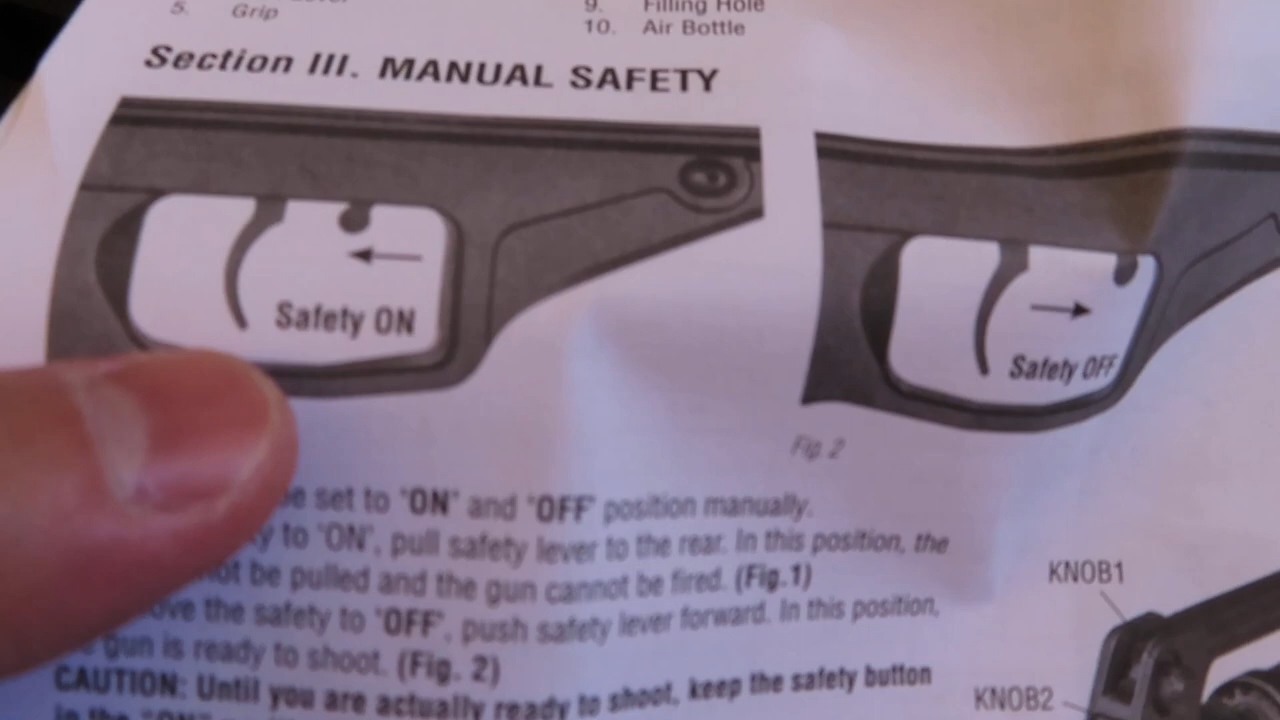 5. Grip
9. Filling Hole
10. Air Bottle
Section III. MANUAL SAFETY
Safety ON
Safety OFF
Fig.2
set to "ON" and "OFF" position manually.
to "ON", pull safety lever to the rear. In this position, the
be pulled and the gun cannot be fired. (Fig.1)
the safety to "OFF", push safety lever forward. In this position,
gun is ready to shoot. (Fig. 2)
CAUTION: Until you are actually ready to shoot, keep the safety button
in the "ON"
KNOB1
KNOB2